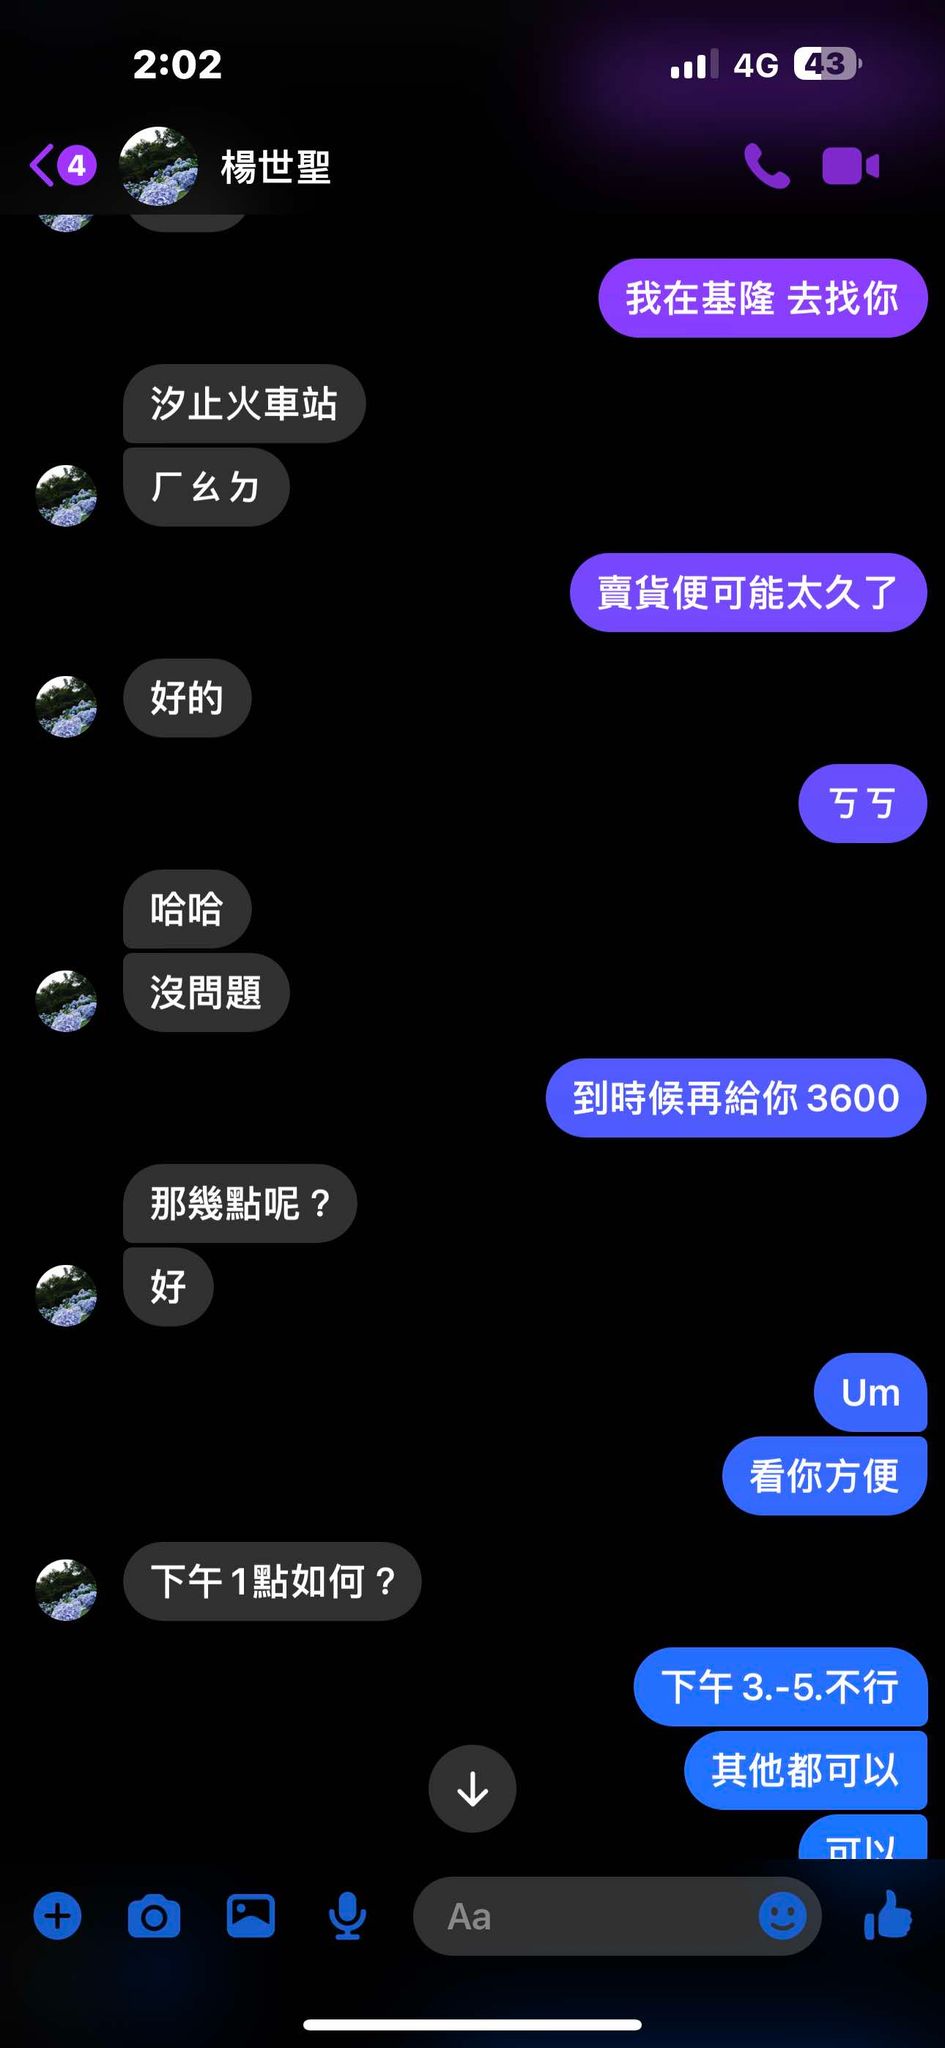 2:02
4G 43
4 楊世聖
我在基隆 去找你
汐止火車站
ㄏㄠㄉ
賣貨便可能太久了
好的
ㄎㄎ
哈哈
沒問題
到時候再給你 3600
那幾點呢？
好
Um
看你方便
下午1點如何？
下午 3.-5.不行
其他都可以
可以
Aa